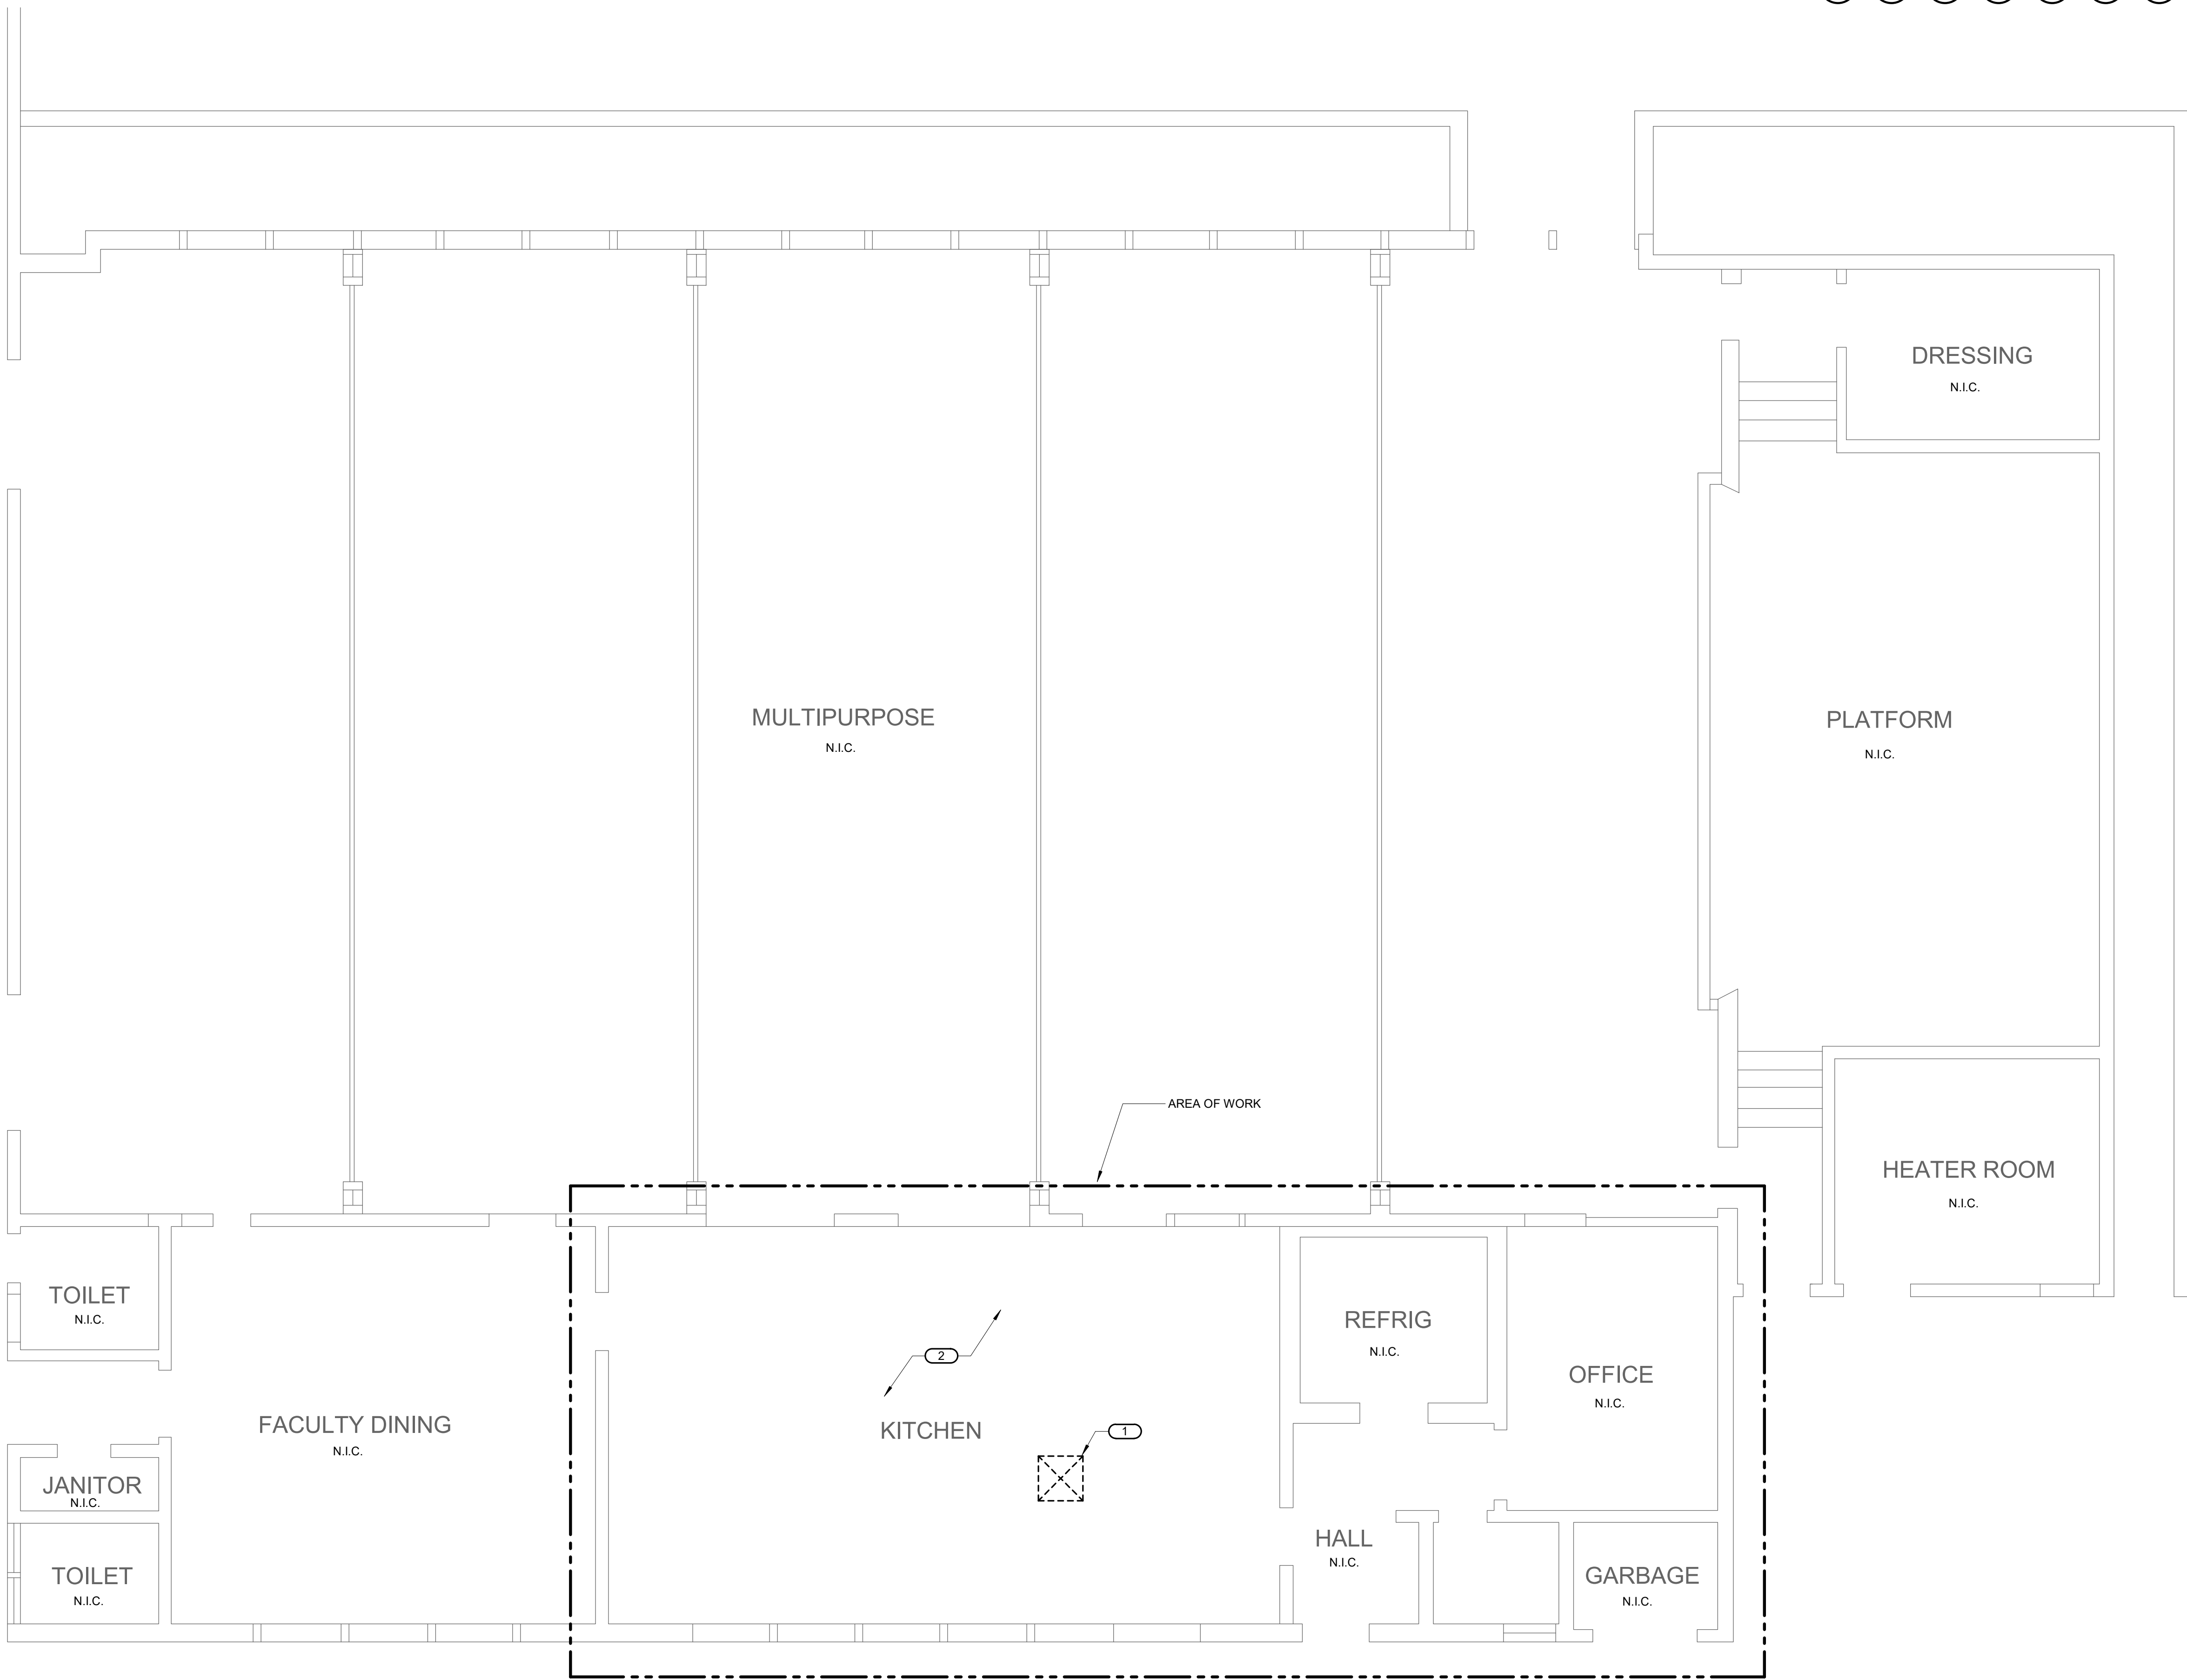 DRESSING
N.I.C.
MULTIPURPOSE
N.I.C.
PLATFORM
N.I.C.
AREA OF WORK
HEATER ROOM
N.I.C.
TOILET
N.I.C.
REFRIG
N.I.C.
2
OFFICE
N.I.C.
FACULTY DINING
N.I.C.
KITCHEN
1
JANITOR
N.I.C.
HALL
N.I.C.
TOILET
N.I.C.
GARBAGE
N.I.C.